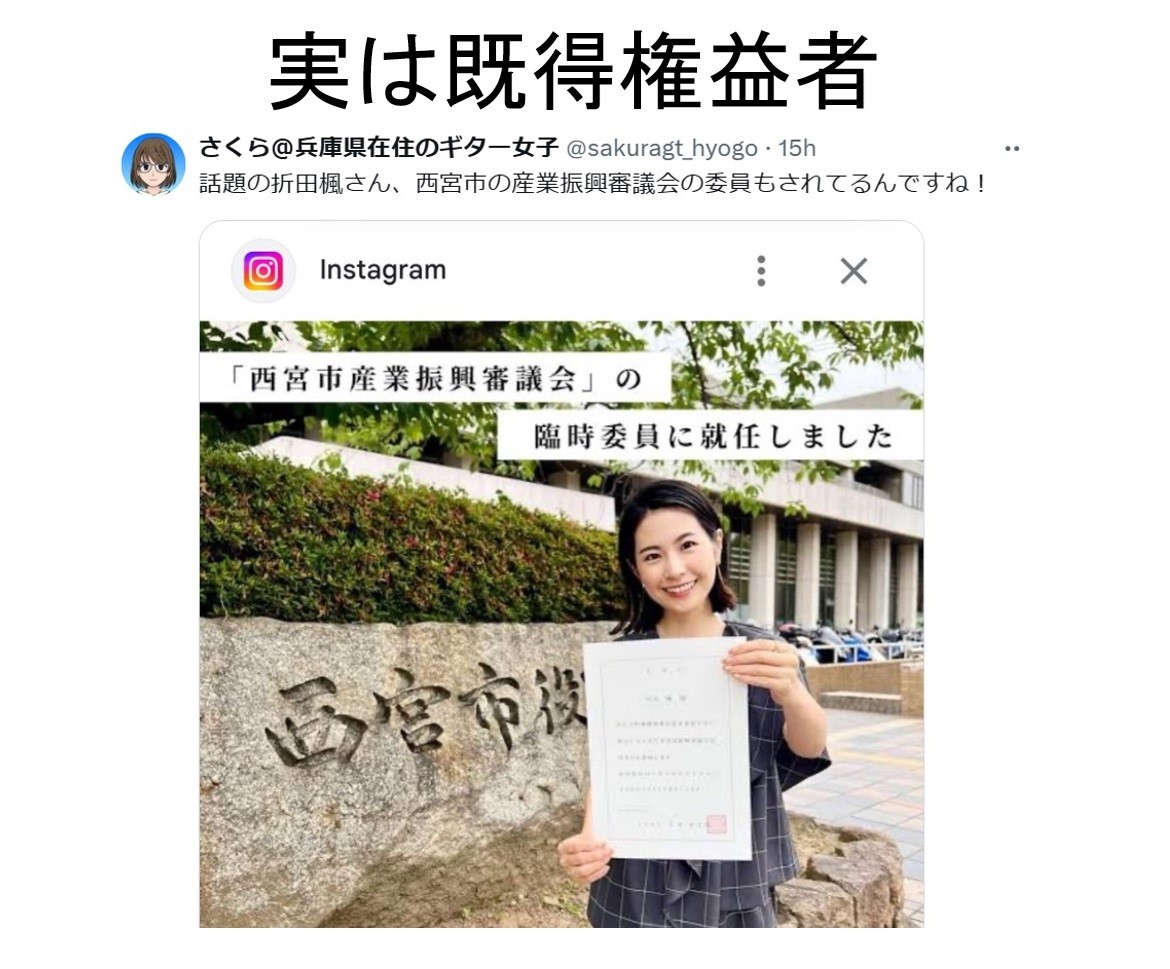 実は既得権益者
さくら@兵庫県在住のギター女子 @sakuragt_hyogo · 15h
話題の折田楓さん、西宮市の産業振興審議会の委員もされてるんですね！
Instagram
「西宮市産業振興審議会」の
臨時委員に就任しました
西宮市役